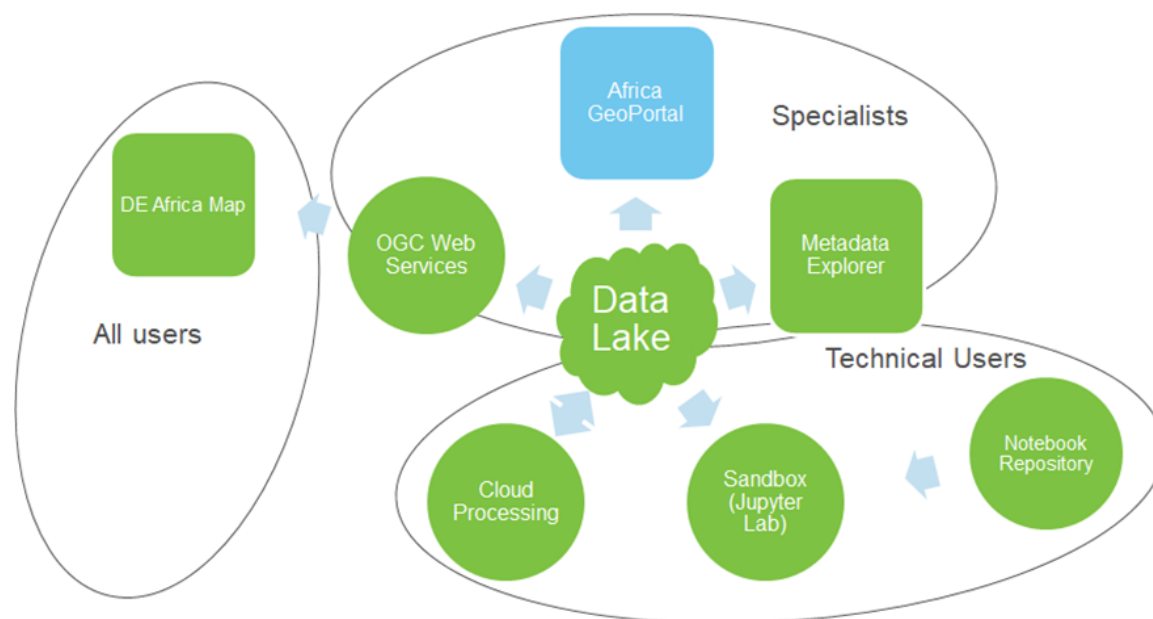 Africa
GeoPortal
Specialists
DE Africa Map
OGC Web
Services
Metadata
Explorer
Data
Lake
All users
Technical Users
Cloud
Processing
Sandbox
(Jupyter
Lab)
Notebook
Repository